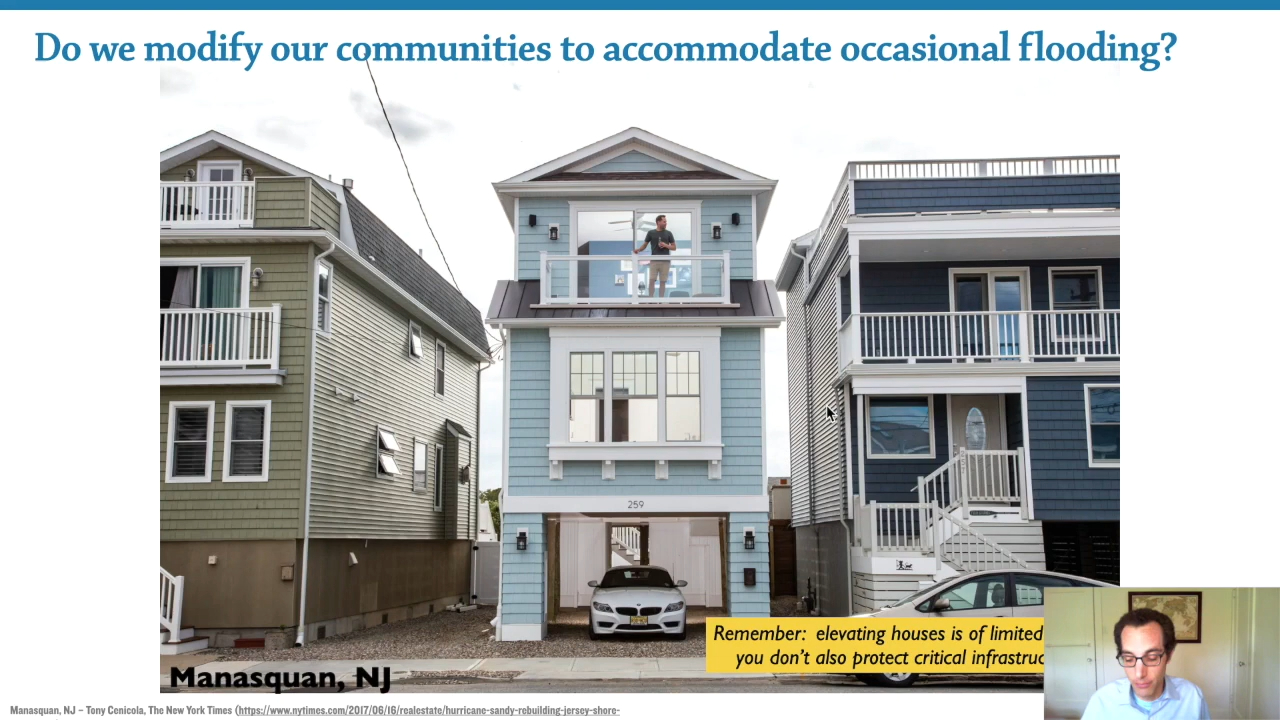 Do we modify our communities to accommodate occasional flooding?
259
Remember: elevating houses is of limited
you don't also protect critical
Manasquan, NJ
Manasquan, NJ – Tony Cenicola, The New York Times (https://www.nytimes.com/2017/06/16/realestate/hurricane-sandy-rebuilding-jersey-shore-